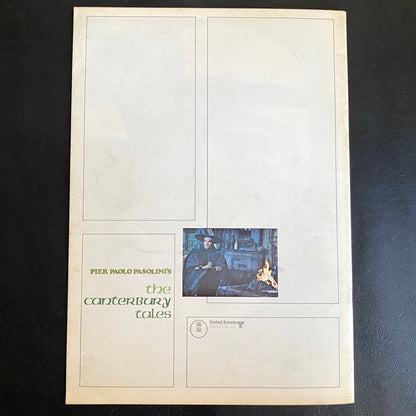 PIER PAOLO PASOLINI'S
the
canterbury
tales
United Artists